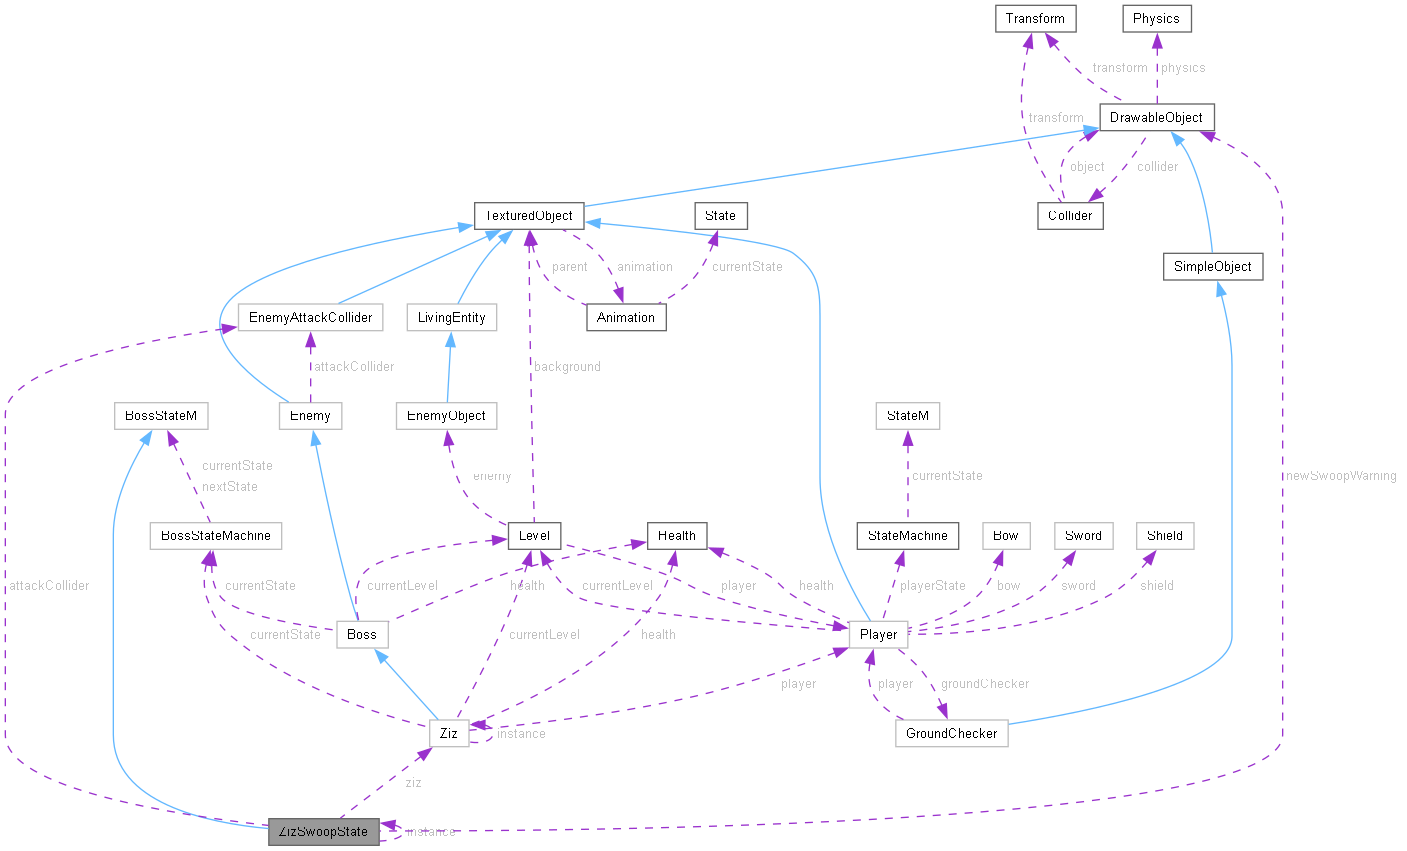 Transform
Physics
transform
physics
DrawableObject
transform
object
collider
TexturedObject
State
Collider
parent
animation
currentState
SimpleObject
EnemyAttackCollider
LivingEntity
Animation
attackCollider
background
BossStateM
Enemy
EnemyObject
StateM
currentState
nextState
enemy
currentState
newSwoopWarning
BossStateMachine
Level
Health
StateMachine
Bow
Sword
Shield
attackCollider
currentState
currentLevel
health
currentLevel
player
health
playerState
bow
sword
shield
currentState
Boss
currentLevel
health
Player
player
player
groundChecker
Ziz
instance
GroundChecker
ziz
ZizSwoopState
instance